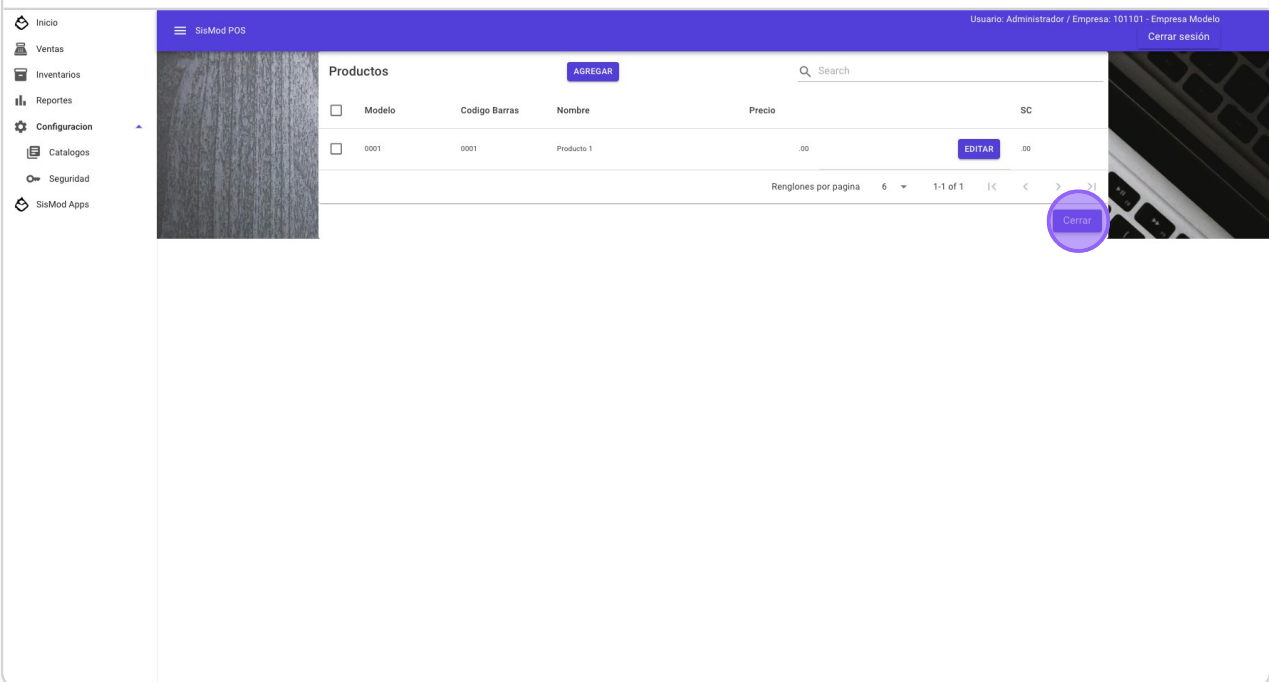 Inicio
Ventas
Inventarios
Reportes
Configuracion
Catalogos
Seguridad
SisMod Apps
SisMod POS
Usuario: Administrador / Empresa: 101101 - Empresa Modelo
Cerrar sesión
Productos AGREGAR Search
Modelo Codigo Barras Nombre Precio SC
0001 0001 Producto 1 .00 EDITAR .00
Renglones por pagina 6 1-1 of 1
Cerrar